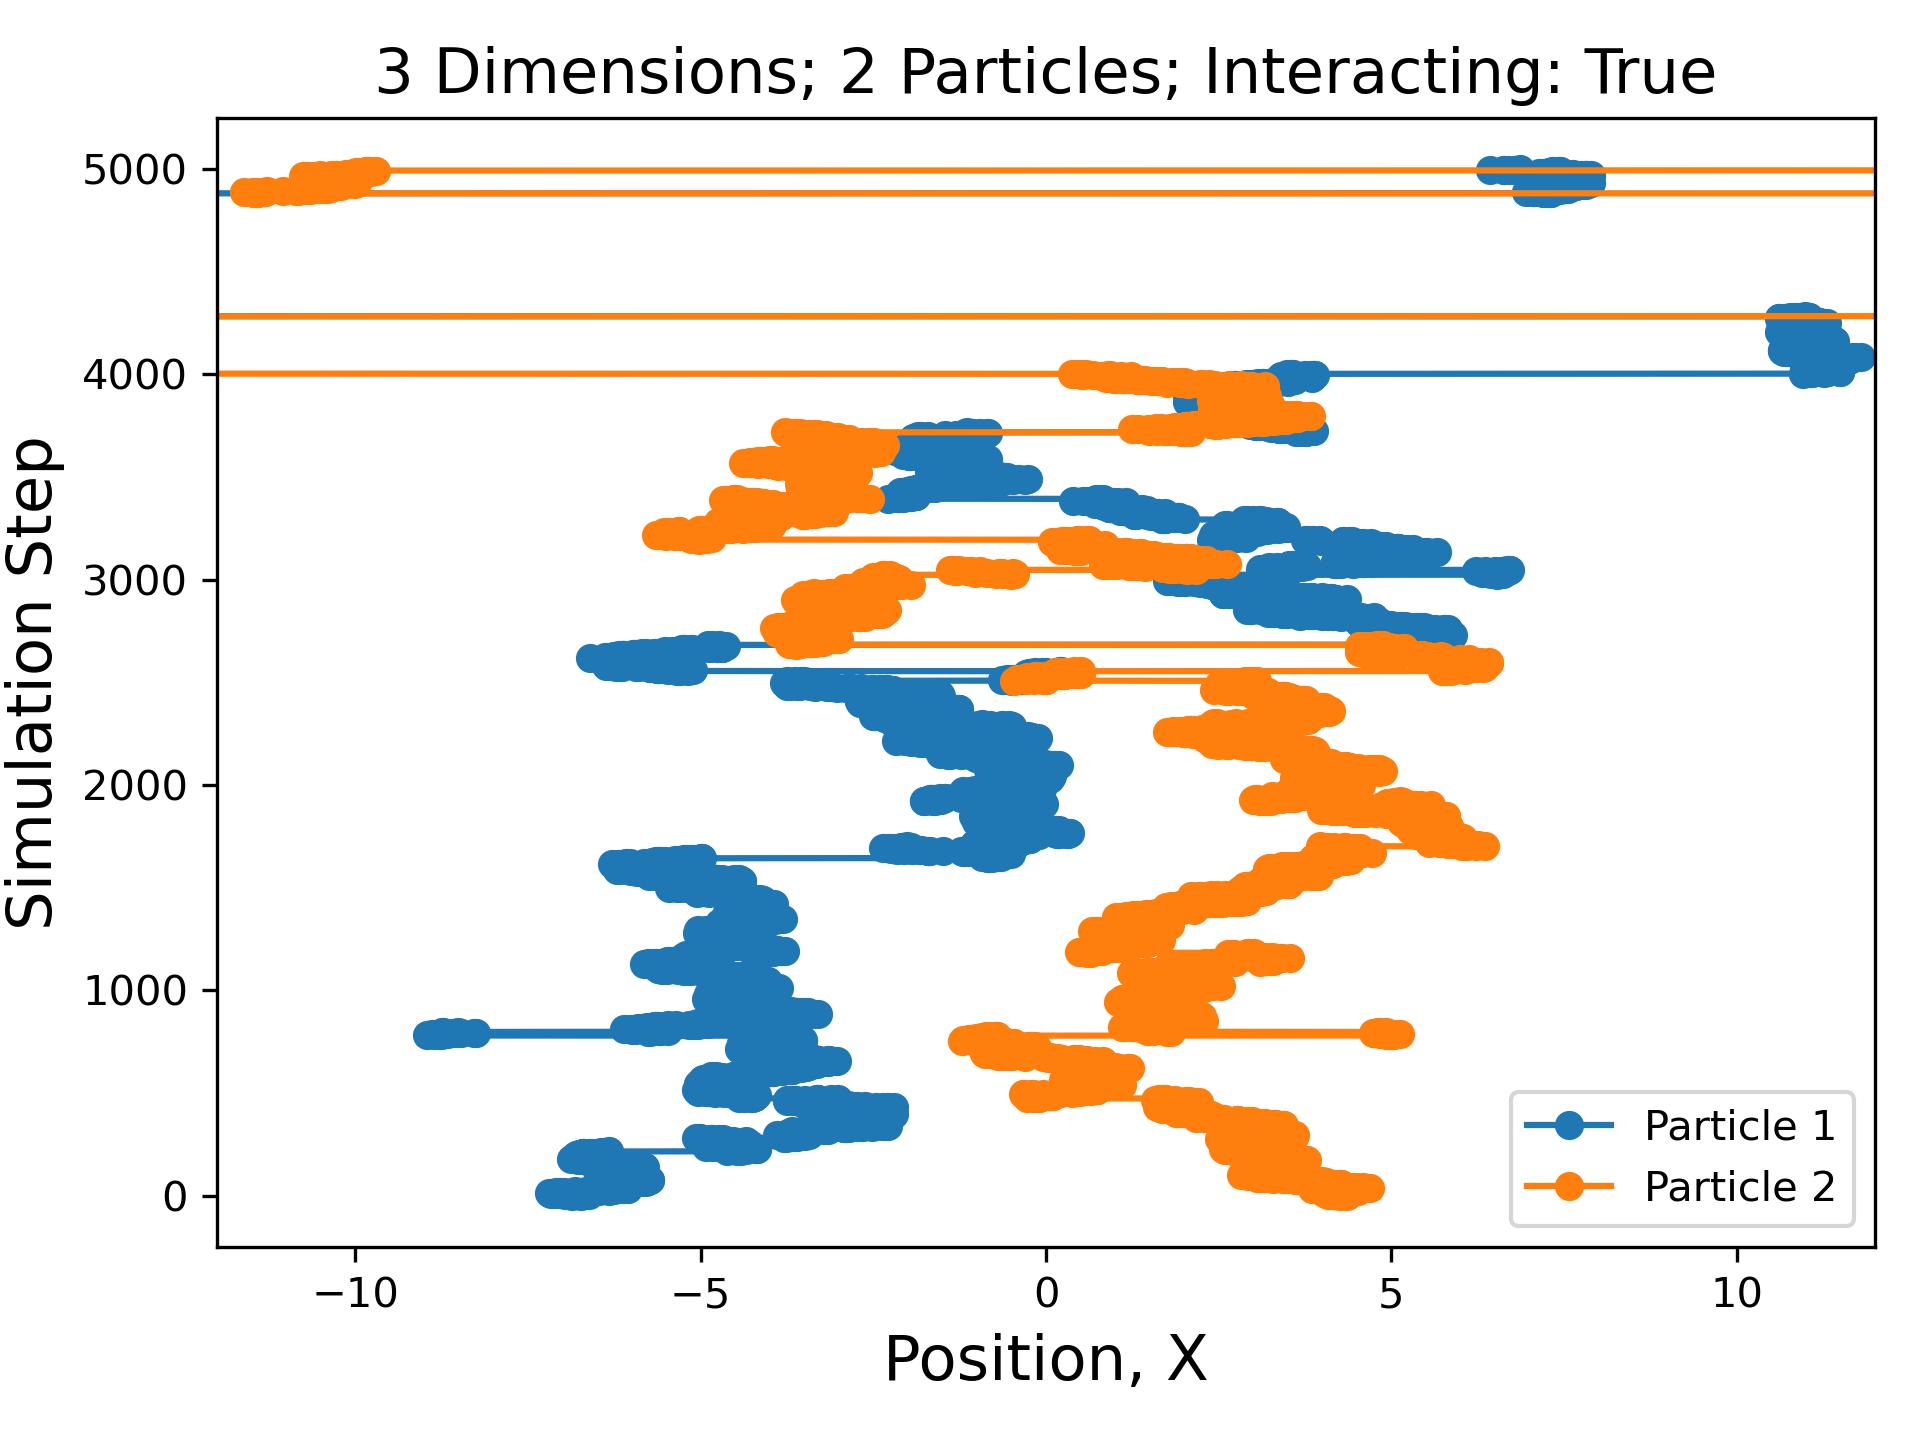 3 Dimensions; 2 Particles; Interacting: True
Simulation Step
5000
4000
3000
2000
1000
0
Particle 1
Particle 2
−10
−5
0
5
10
Position, X